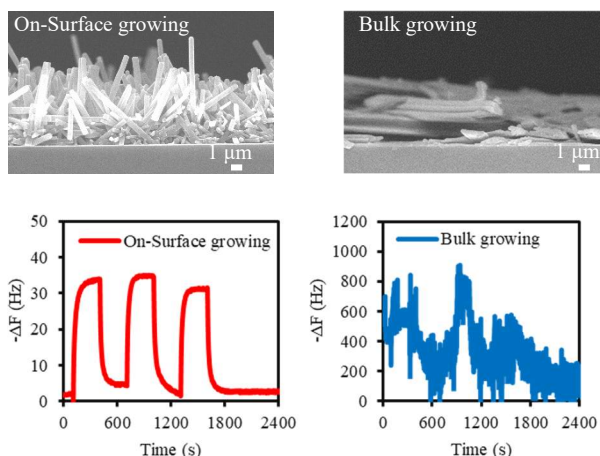 On-Surface growing
1 μm
Bulk growing
1 μm
50
40
30
20
10
0
-ΔF (Hz)
On-Surface growing
0 600 1200 1800 2400
Time (s)
1200
1000
800
600
400
200
0
-ΔF (Hz)
Bulk growing
0 600 1200 1800 2400
Time (s)